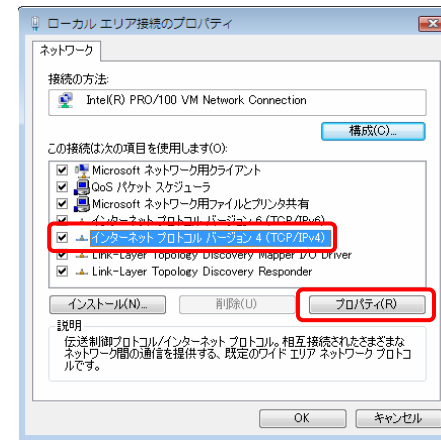 ローカル エリア接続のプロパティ
ネットワーク
接続の方法:
Intel(R) PRO/100 VM Network Connection
構成(C)...
この接続は次の項目を使用します(O):
Microsoft ネットワーク用クライアント
QoS パケット スケジューラ
Microsoft ネットワーク用ファイルとプリンタ共有
インターネット プロトコル バージョン 6 (TCP/IPv6)
インターネット プロトコル バージョン 4 (TCP/IPv4)
Link-Layer Topology Discovery Mapper I/O Driver
Link-Layer Topology Discovery Responder
インストール(N)...
削除(U)
プロパティ(R)
説明
伝送制御プロトコル/インターネット プロトコル。相互接続されたさまざまな
ネットワーク間の通信を提供する、既定のワイド エリア ネットワーク プロトコ
ルです。
OK
キャンセル